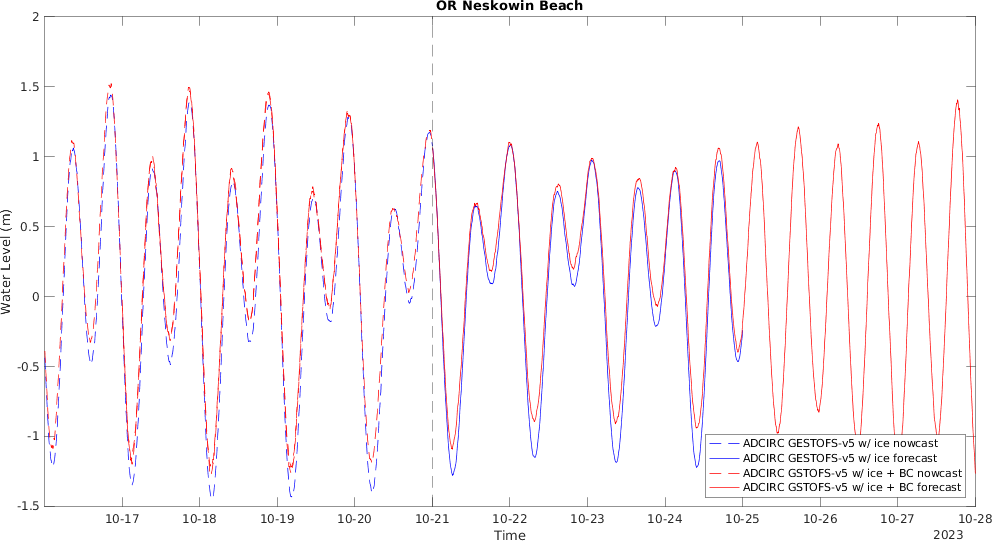 OR Neskowin Beach
2
1.5
1
0.5
0
-0.5
-1
-1.5
Water Level (m)
ADCIRC GESTOFS-v5 w/ ice nowcast
ADCIRC GESTOFS-v5 w/ ice forecast
ADCIRC GSTOFS-v5 w/ ice + BC nowcast
ADCIRC GSTOFS-v5 w/ ice + BC forecast
10-17 10-18 10-19 10-20 10-21 10-22 10-23 10-24 10-25 10-26 10-27 10-28
Time
2023